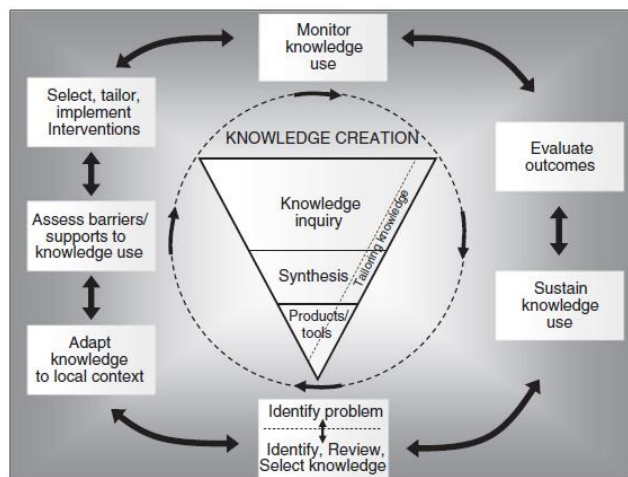 Monitor
knowledge
use
Select, tailor,
implement
Interventions
KNOWLEDGE CREATION
Evaluate
outcomes
Knowledge
inquiry
Tailoring knowledge
Assess barriers/
supports to
knowledge use
Synthesis
Sustain
knowledge
use
Products/
tools
Adapt
knowledge
to local context
Identify problem
Identify, Review,
Select knowledge